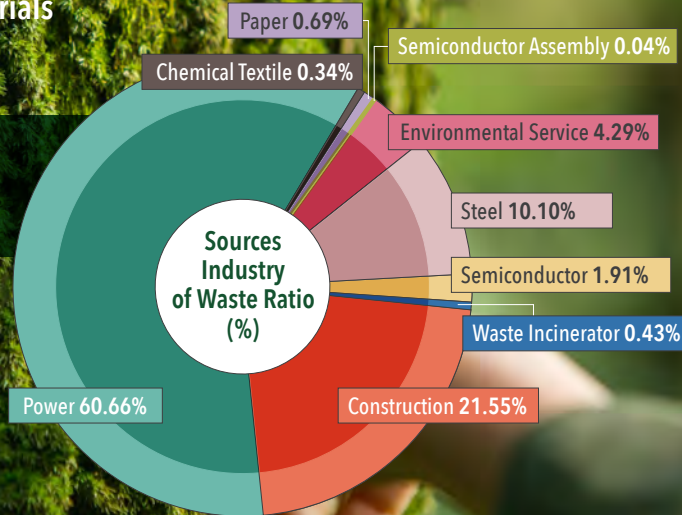 rials
Paper 0.69%
Semiconductor Assembly 0.04%
Chemical Textile 0.34%
Environmental Service 4.29%
Steel 10.10%
Sources
Industry
of Waste Ratio
(%)
Semiconductor 1.91%
Waste Incinerator 0.43%
Power 60.66%
Construction 21.55%